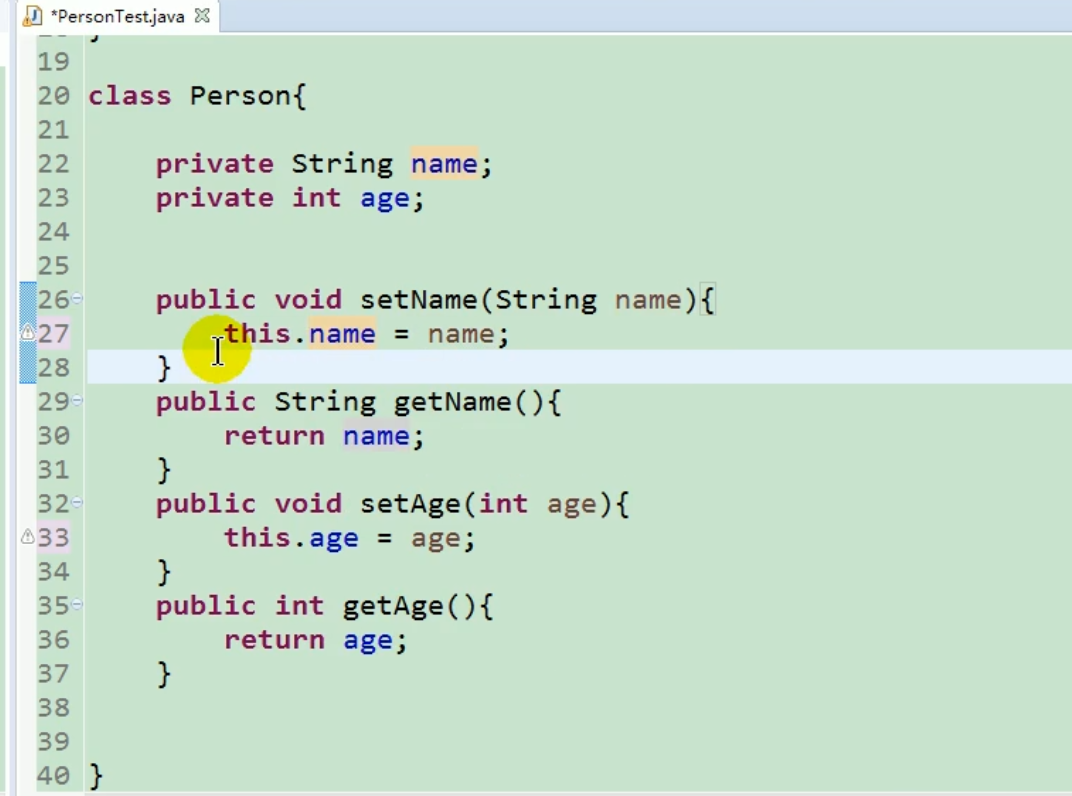 *PersonTest.java
19
20 class Person{
21
22 private String name;
23 private int age;
24
25
26 public void setName(String name){
27 this.name = name;
28 }
29 public String getName(){
30 return name;
31 }
32 public void setAge(int age){
33 this.age = age;
34 }
35 public int getAge(){
36 return age;
37 }
38
39
40 }